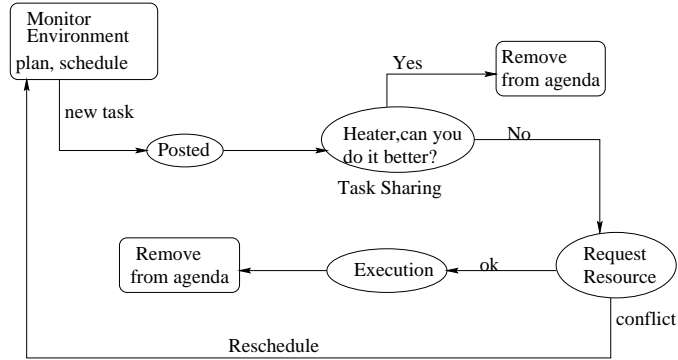 Monitor
Environment
plan, schedule
new task
Posted
Yes
Remove
from agenda
Heater,can you
do it better?
No
Task Sharing
Remove
from agenda
Execution
ok
Request
Resource
conflict
Reschedule